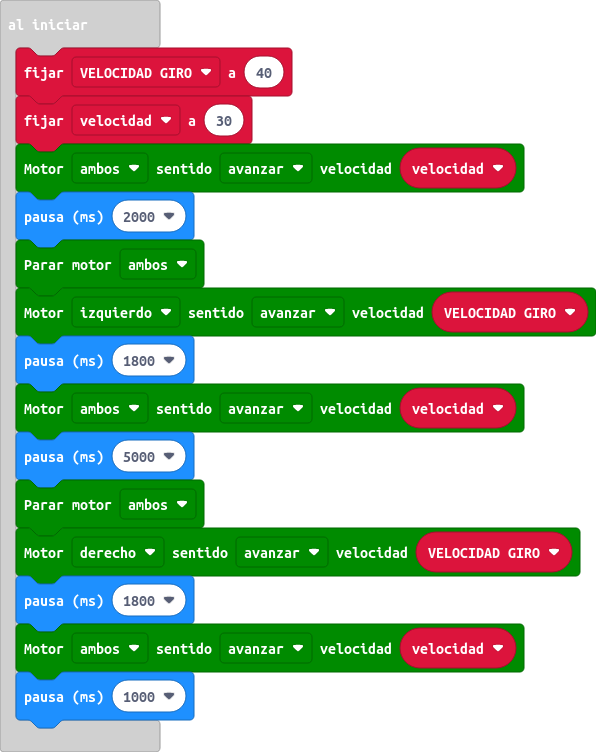 al iniciar
fijar VELOCIDAD GIRO a 40
fijar velocidad a 30
Motor ambos sentido avanzar velocidad velocidad
pausa (ms) 2000
Parar motor ambos
Motor izquierdo sentido avanzar velocidad VELOCIDAD GIRO
pausa (ms) 1800
Motor ambos sentido avanzar velocidad velocidad
pausa (ms) 5000
Parar motor ambos
Motor derecho sentido avanzar velocidad VELOCIDAD GIRO
pausa (ms) 1800
Motor ambos sentido avanzar velocidad velocidad
pausa (ms) 1000